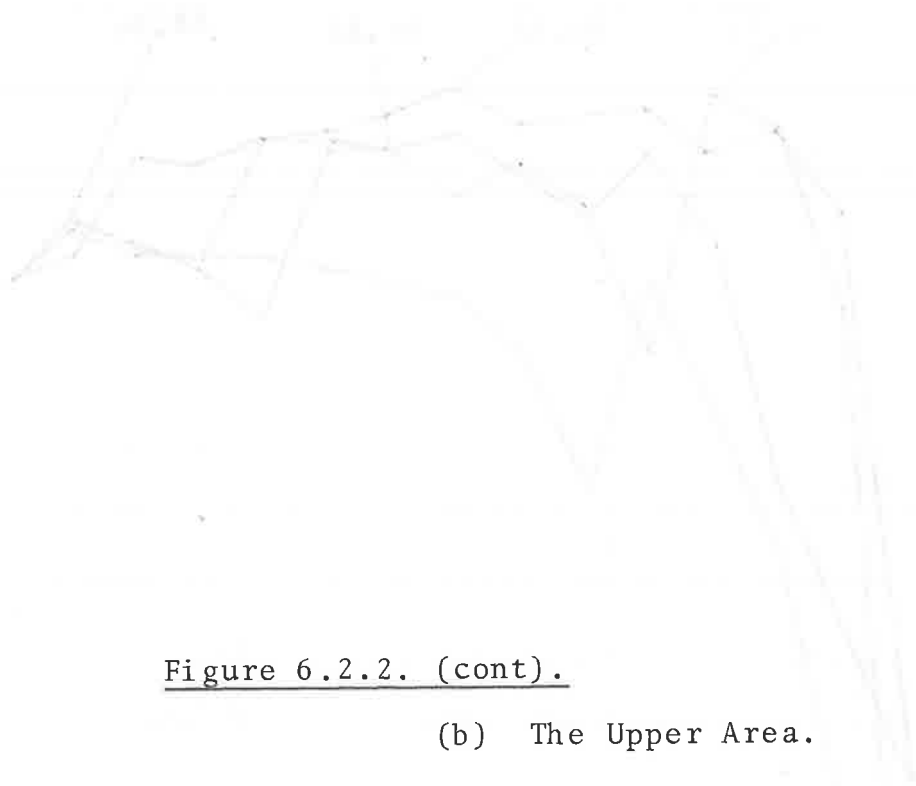 Figure 6.2.2. (cont).
(b) The Upper Area.